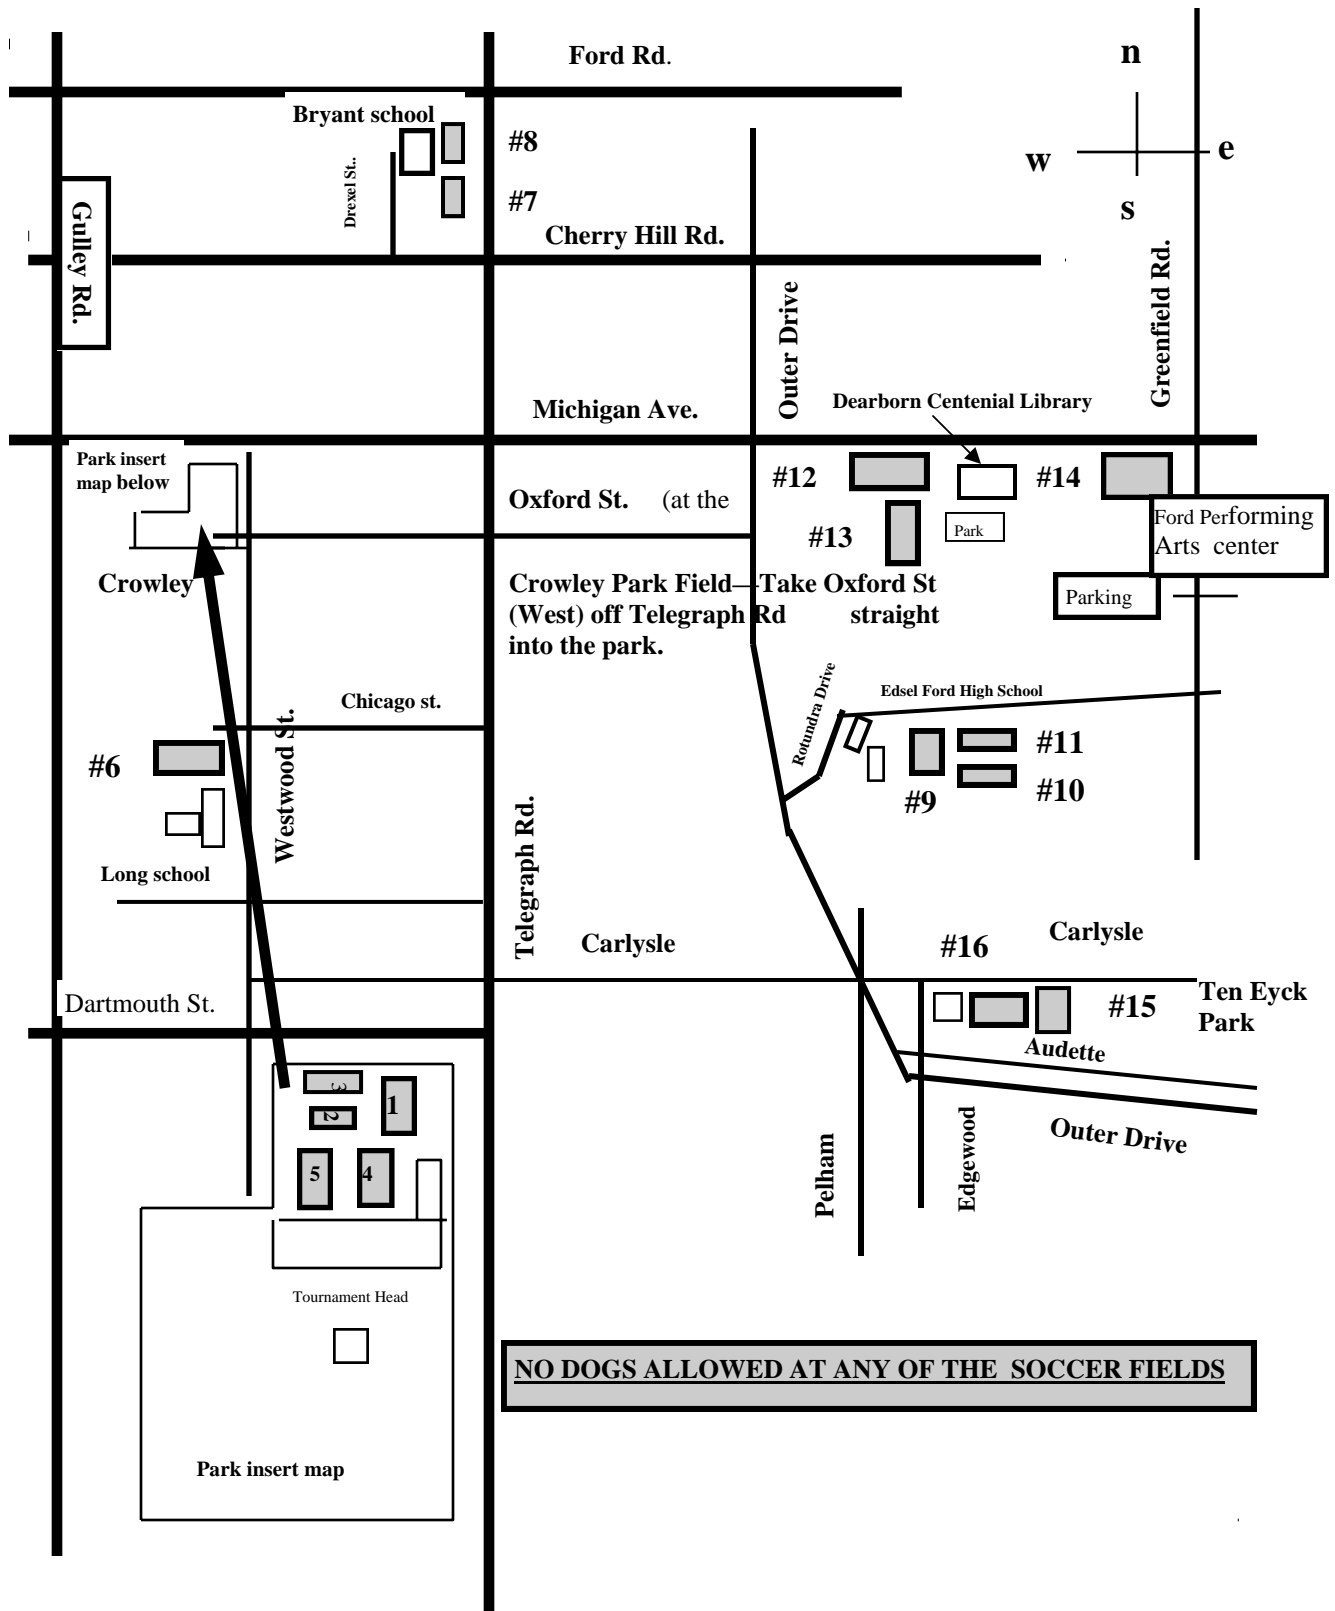 Ford Rd.
n
Bryant school
#8
w
e
Drexel St..
#7
s
Gulley Rd.
Cherry Hill Rd.
Greenfield Rd.
Outer Drive
Dearborn Centenial Library
Michigan Ave.
Park insert
map below
#12
#14
Oxford St. (at the
Ford Performing
Arts center
Park
#13
Crowley
Crowley Park Field—Take Oxford St
(West) off Telegraph Rd straight
into the park.
Parking
Rotundra Drive
Edsel Ford High School
Chicago st.
Westwood St.
#6
#11
#10
#9
Telegraph Rd.
Long school
Carlysle
#16
Carlysle
Dartmouth St.
#15
Ten Eyck
Park
Audette
3
1
2
Outer Drive
Pelham
Edgewood
5
4
Tournament Head
NO DOGS ALLOWED AT ANY OF THE SOCCER FIELDS
Park insert map